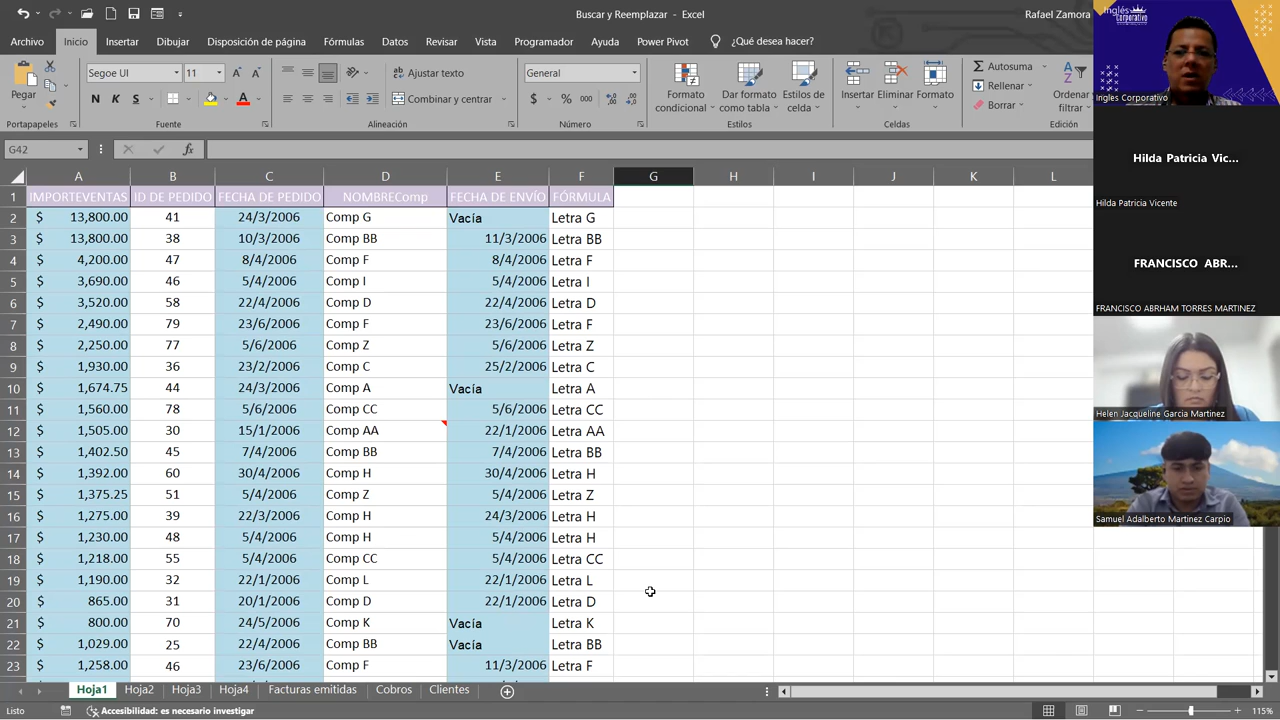 Buscar y Reemplazar - Excel
Rafael Zamora
Archivo Inicio Insertar Dibujar Disposición de página Fórmulas Datos Revisar Vista Programador Ayuda Power Pivot ¿Qué desea hacer?
Pegar
Segoe UI 11
N K S
Ajustar texto
Combinar y centrar
General
$ % 000
Formato condicional
Dar formato como tabla
Estilos de celda
Insertar Eliminar Formato
Autosuma
Rellenar
Borrar
Ordenar filtrar
Portapapeles Fuente Alineación Número Estilos Celdas Edición
G42 fx
A B C D E F G H I J K L
1 IMPORTEVENTAS ID DE PEDIDO FECHA DE PEDIDO NOMBREComp FECHA DE ENVÍO FÓRMULA
2 $ 13,800.00 41 24/3/2006 Comp G Vacía Letra G
3 $ 13,800.00 38 10/3/2006 Comp BB 11/3/2006 Letra BB
4 $ 4,200.00 47 8/4/2006 Comp F 8/4/2006 Letra F
5 $ 3,690.00 46 5/4/2006 Comp I 5/4/2006 Letra I
6 $ 3,520.00 58 22/4/2006 Comp D 22/4/2006 Letra D
7 $ 2,490.00 79 23/6/2006 Comp F 23/6/2006 Letra F
8 $ 2,250.00 77 5/6/2006 Comp Z 5/6/2006 Letra Z
9 $ 1,930.00 36 23/2/2006 Comp C 25/2/2006 Letra C
10 $ 1,674.75 44 24/3/2006 Comp A Vacía Letra A
11 $ 1,560.00 78 5/6/2006 Comp CC 5/6/2006 Letra CC
12 $ 1,505.00 30 15/1/2006 Comp AA 22/1/2006 Letra AA
13 $ 1,402.50 45 7/4/2006 Comp BB 7/4/2006 Letra BB
14 $ 1,392.00 60 30/4/2006 Comp H 30/4/2006 Letra H
15 $ 1,375.25 51 5/4/2006 Comp Z 5/4/2006 Letra Z
16 $ 1,275.00 39 22/3/2006 Comp H 24/3/2006 Letra H
17 $ 1,230.00 48 5/4/2006 Comp H 5/4/2006 Letra H
18 $ 1,218.00 55 5/4/2006 Comp CC 5/4/2006 Letra CC
19 $ 1,190.00 32 22/1/2006 Comp L 22/1/2006 Letra L
20 $ 865.00 31 20/1/2006 Comp D 22/1/2006 Letra D
21 $ 800.00 70 24/5/2006 Comp K Vacía Letra K
22 $ 1,029.00 25 22/4/2006 Comp BB Vacía Letra BB
23 $ 1,258.00 46 23/6/2006 Comp F 11/3/2006 Letra F
Hoja1 Hoja2 Hoja3 Hoja4 Facturas emitidas Cobros Clientes
Listo Accesibilidad: es necesario investigar 115%
Inglés
Corporativo
Ingles Corporativo
Hilda Patricia Vic...
Hilda Patricia Vicente
FRANCISCO ABR...
FRANCISCO ABRHAM TORRES MARTINEZ
Helen Jacqueline Garcia Martinez
Samuel Adalberto Martinez Carpio